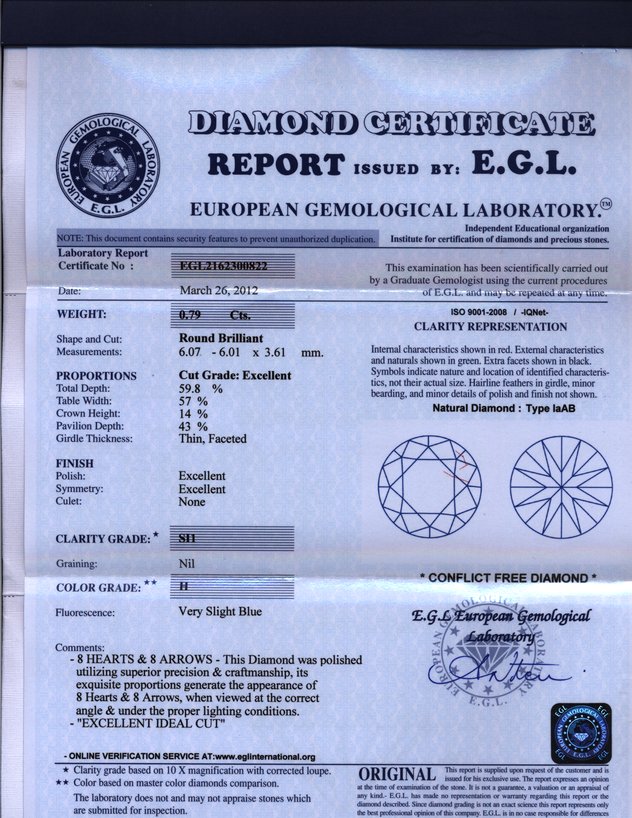 DIAMOND CERTIFICATE
REPORT ISSUED BY: E.G.L.
EUROPEAN GEMOLOGICAL LABORATORY.™
EUROPEAN GEMOLOGICAL LABORATORY
E.G.L.
Independent Educational organization
Institute for certification of diamonds and precious stones.
NOTE: This document contains security features to prevent unauthorized duplication.
Laboratory Report
Certificate No : EGL2162300822
Date: March 26, 2012
WEIGHT: 0.79 Cts.
Shape and Cut: Round Brilliant
Measurements: 6.07 - 6.01 x 3.61 mm.
PROPORTIONS Cut Grade: Excellent
Total Depth: 59.8 %
Table Width: 57 %
Crown Height: 14 %
Pavilion Depth: 43 %
Girdle Thickness: Thin, Faceted
FINISH
Polish: Excellent
Symmetry: Excellent
Culet: None
CLARITY GRADE: * SI1
Graining: Nil
COLOR GRADE: ** H
Fluorescence: Very Slight Blue
Comments:
- 8 HEARTS & 8 ARROWS - This Diamond was polished
utilizing superior precision & craftmanship, its
exquisite proportions generate the appearance of
8 Hearts & 8 Arrows, when viewed at the correct
angle & under the proper lighting conditions.
- "EXCELLENT IDEAL CUT"
- ONLINE VERIFICATION SERVICE AT:www.eglinternational.org
★ Clarity grade based on 10 X magnification with corrected loupe.
★★ Color based on master color diamonds comparison.
The laboratory does not and may not appraise stones which
are submitted for inspection.
This examination has been scientifically carried out
by a Graduate Gemologist using the current procedures
of E.G.L. and may be repeated at any time.
ISO 9001-2008 / -IQNet-
CLARITY REPRESENTATION
Internal characteristics shown in red. External characteristics
and naturals shown in green. Extra facets shown in black.
Symbols indicate nature and location of identified characteris-
tics, not their actual size. Hairline feathers in girdle, minor
bearding, and minor details of polish and finish not shown.
Natural Diamond : Type IaAB
* CONFLICT FREE DIAMOND *
E.G.L European Gemological
Laboratory
EUROPEAN GEMOLOGICAL LABORATORY
E.G.L.
EGL EGL
E.G.L.
EGL EGL
ORIGINAL This report is supplied upon request of the customer and is
issued for his exclusive use. The report expresses an opinion
at the time of examination of the stone. It is not a guarantee, a valuation or an appraisal of
any kind.- E.G.L. has made no representation or warranty regarding this report or the
diamond described. Since diamond grading is not an exact science this report represents only
the best professional opinion of this company. E.G.L. is in no case responsible for differences